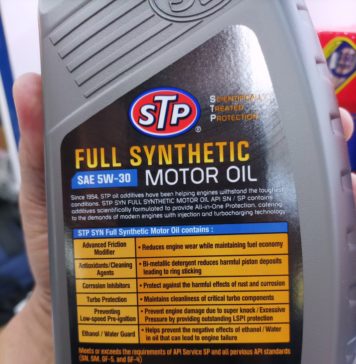 STP
®
SCIENTIFICALLY
TREATED
PROTECTION
FULL SYNTHETIC
SAE 5W-30 MOTOR OIL
Since 1954, STP oil additives have been helping engines withstand the toughest
conditions. STP SYN FULL SYNTHETIC MOTOR OIL API SN / SP contains
additives scientifically formulated to provide All-in-One Protection, catering
to the demands of modern engines with injection and turbocharging technology
STP SYN Full Synthetic Motor Oil contains :
Advanced Friction
Modifier
• Reduces engine wear while maintaining fuel economy
Antioxidants/Cleaning
Agents
• Bi-metallic detergent reduces harmful piston deposits
leading to ring sticking
Corrosion Inhibitors
• Protect against the harmful effects of rust and corrosion
Turbo Protection
• Maintains cleanliness of critical turbo components
Preventing
Low-speed Pre-ignition
• Prevent engine damage due to super knock / Excessive
Pressure by providing outstanding LSPI protection
Ethanol / Water Guard
• Helps prevent the negative effects of ethanol / Water
in oil that can lead to engine failure
Meets or exceeds the requirements of API Service SP and all pervious API standards
(SN, SM, GF-5, and GF-4)